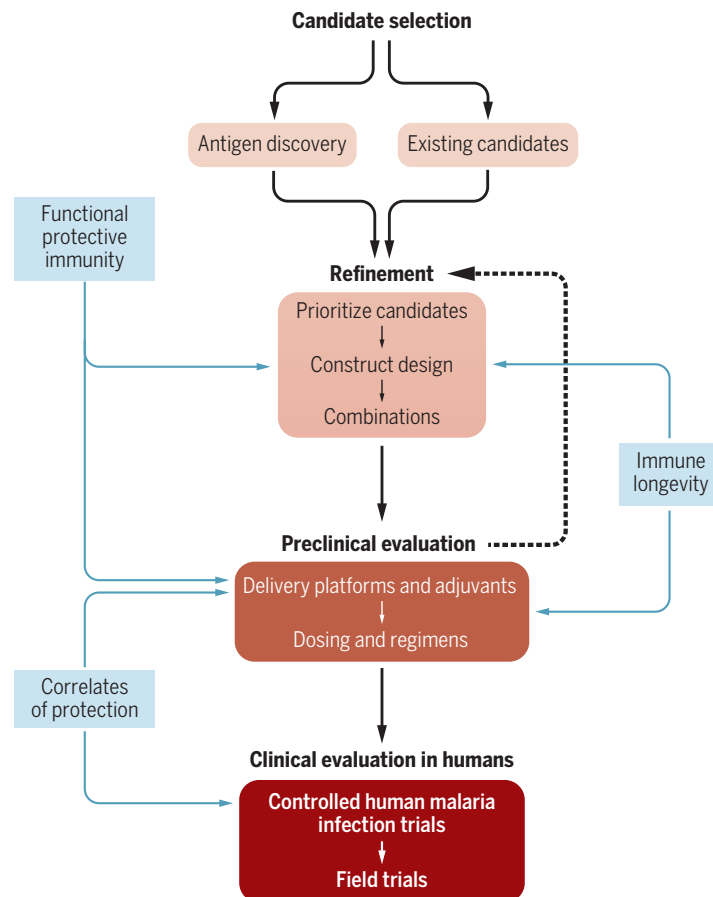 Candidate selection
Antigen discovery
Existing candidates
Functional
protective
immunity
Refinement
Prioritize candidates
Construct design
Combinations
Immune
longevity
Preclinical evaluation
Delivery platforms and adjuvants
Dosing and regimens
Correlates
of protection
Clinical evaluation in humans
Controlled human malaria
infection trials
Field trials